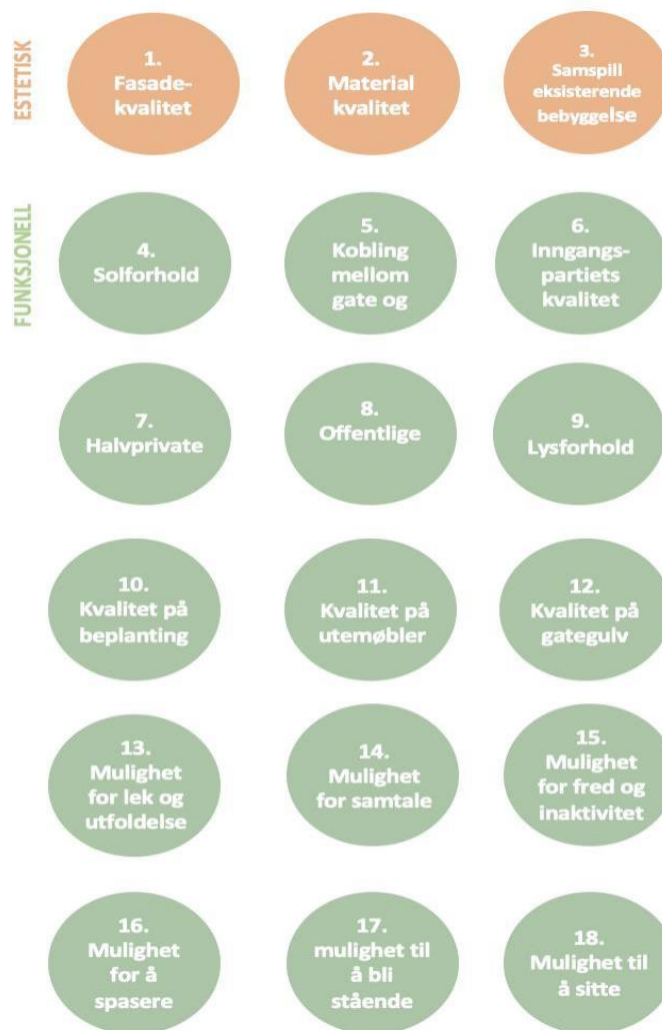 ESTETISK
1.
Fasade-
kvalitet
2.
Material
kvalitet
3.
Samspill
eksisterende
bebyggelse
FUNKSJONELL
4.
Solforhold
5.
Kobling
mellom
gate og
6.
Inngangs-
partiets
kvalitet
7.
Halvprivate
8.
Offentlige
9.
Lysforhold
10.
Kvalitet på
beplanting
11.
Kvalitet på
utemøbler
12.
Kvalitet på
gategulv
13.
Mulighet
for lek og
utfoldelse
14.
Mulighet
for samtale
15.
Mulighet
for fred og
inaktivitet
16.
Mulighet
for å
spasere
17.
mulighet til
å bli
stående
18.
Mulighet til
å sitte